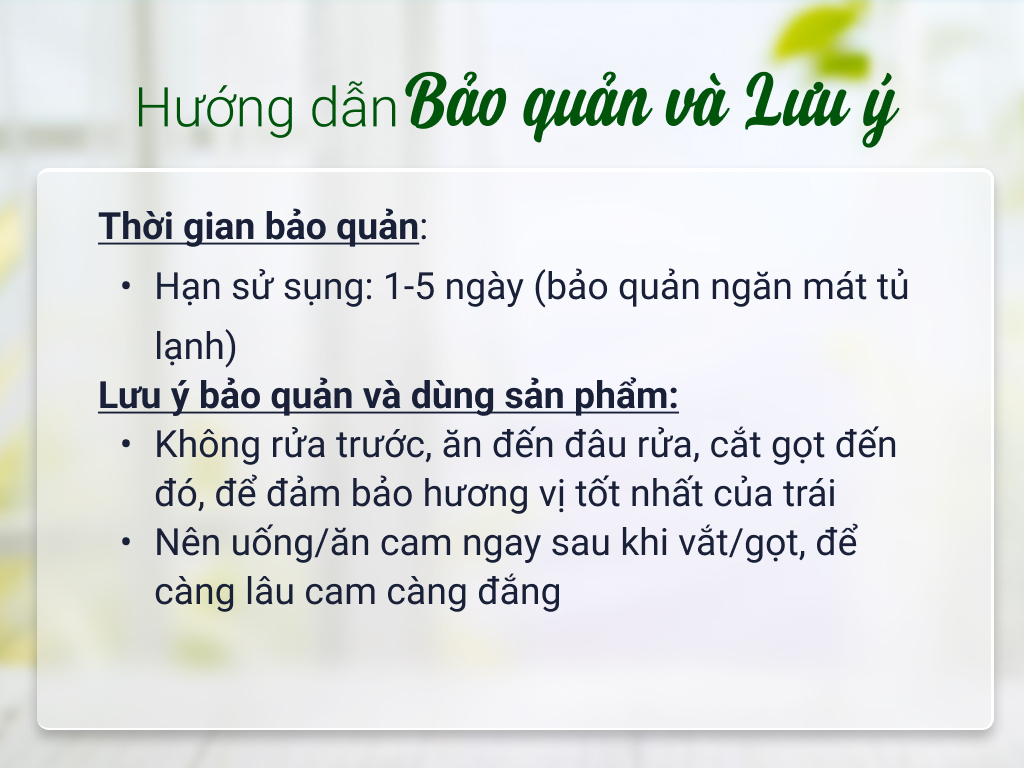 Hướng dẫn Bảo quản và Lưu ý
Thời gian bảo quản:
• Hạn sử sụng: 1-5 ngày (bảo quản ngăn mát tủ
lạnh)
Lưu ý bảo quản và dùng sản phẩm:
• Không rửa trước, ăn đến đâu rửa, cắt gọt đến
đó, để đảm bảo hương vị tốt nhất của trái
• Nên uống/ăn cam ngay sau khi vắt/gọt, để
càng lâu cam càng đắng